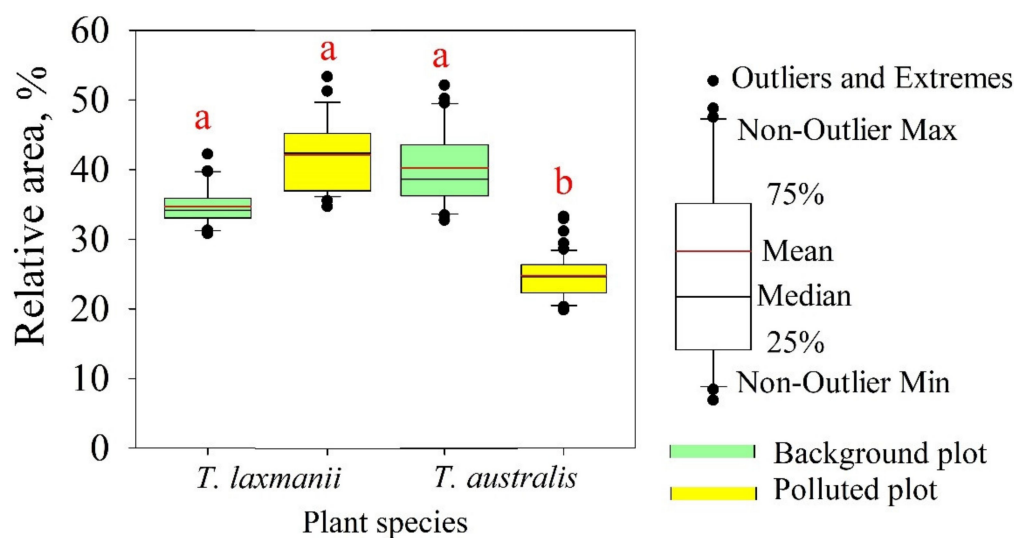 Relative area, %
60
50
40
30
20
10
0
a
a
a
b
T. laxmanii
T. australis
Plant species
Outliers and Extremes
Non-Outlier Max
75%
Mean
Median
25%
Non-Outlier Min
Background plot
Polluted plot